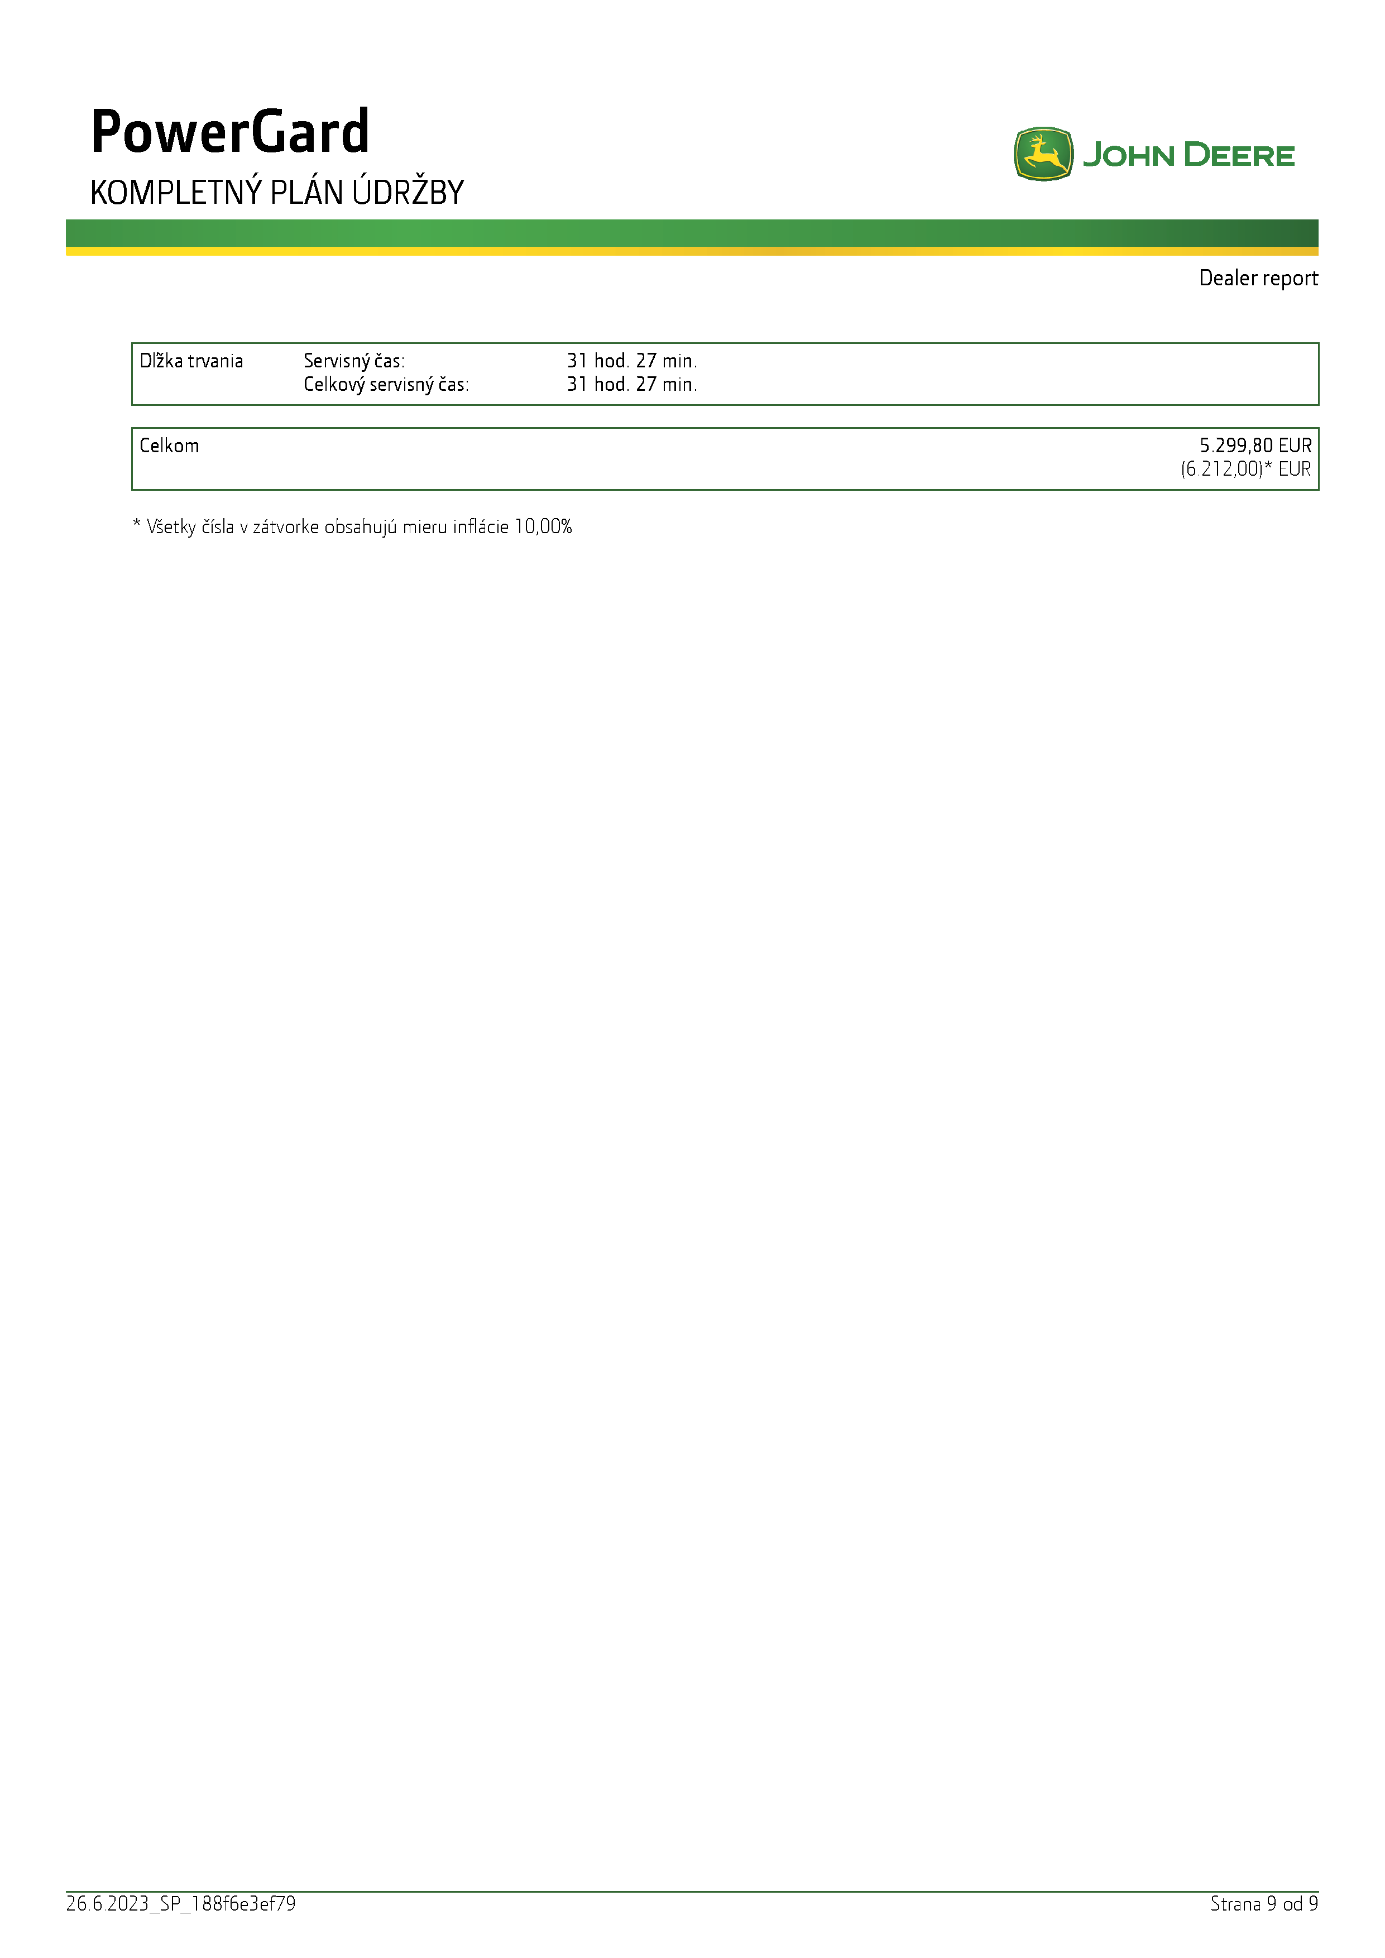 PowerGard
KOMPLETNÝ PLÁN ÚDRŽBY
JOHN DEERE
Dealer report
Dĺžka trvania Servisný čas: 31 hod. 27 min.
Celkový servisný čas: 31 hod. 27 min.
Celkom 5.299,80 EUR
(6.212,00)* EUR
* Všetky čísla v zátvorke obsahujú mieru inflácie 10,00%
26.6.2023_SP_188f6e3ef79 Strana 9 od 9